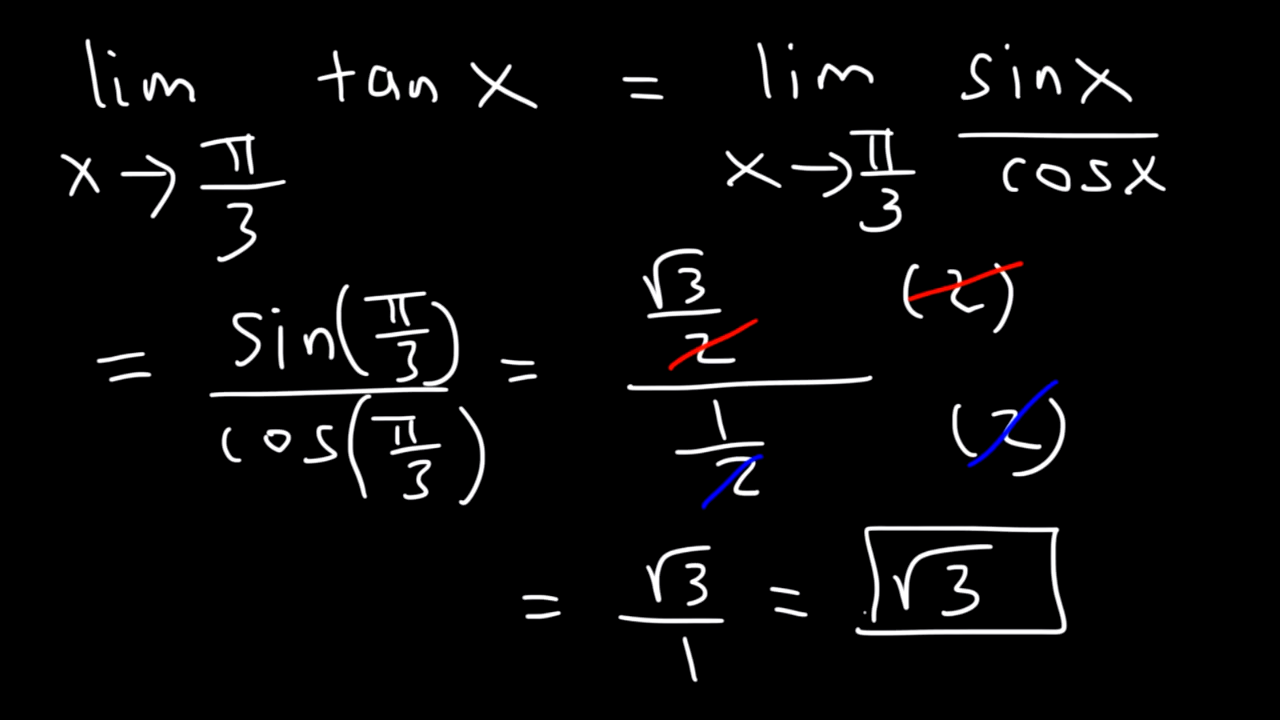 lim x→π/3 tan x = lim x→π/3 sin x / cos x
= sin(π/3) / cos(π/3) = (√3/2 (2)) / (1/2 (2))
= √3/1 = √3